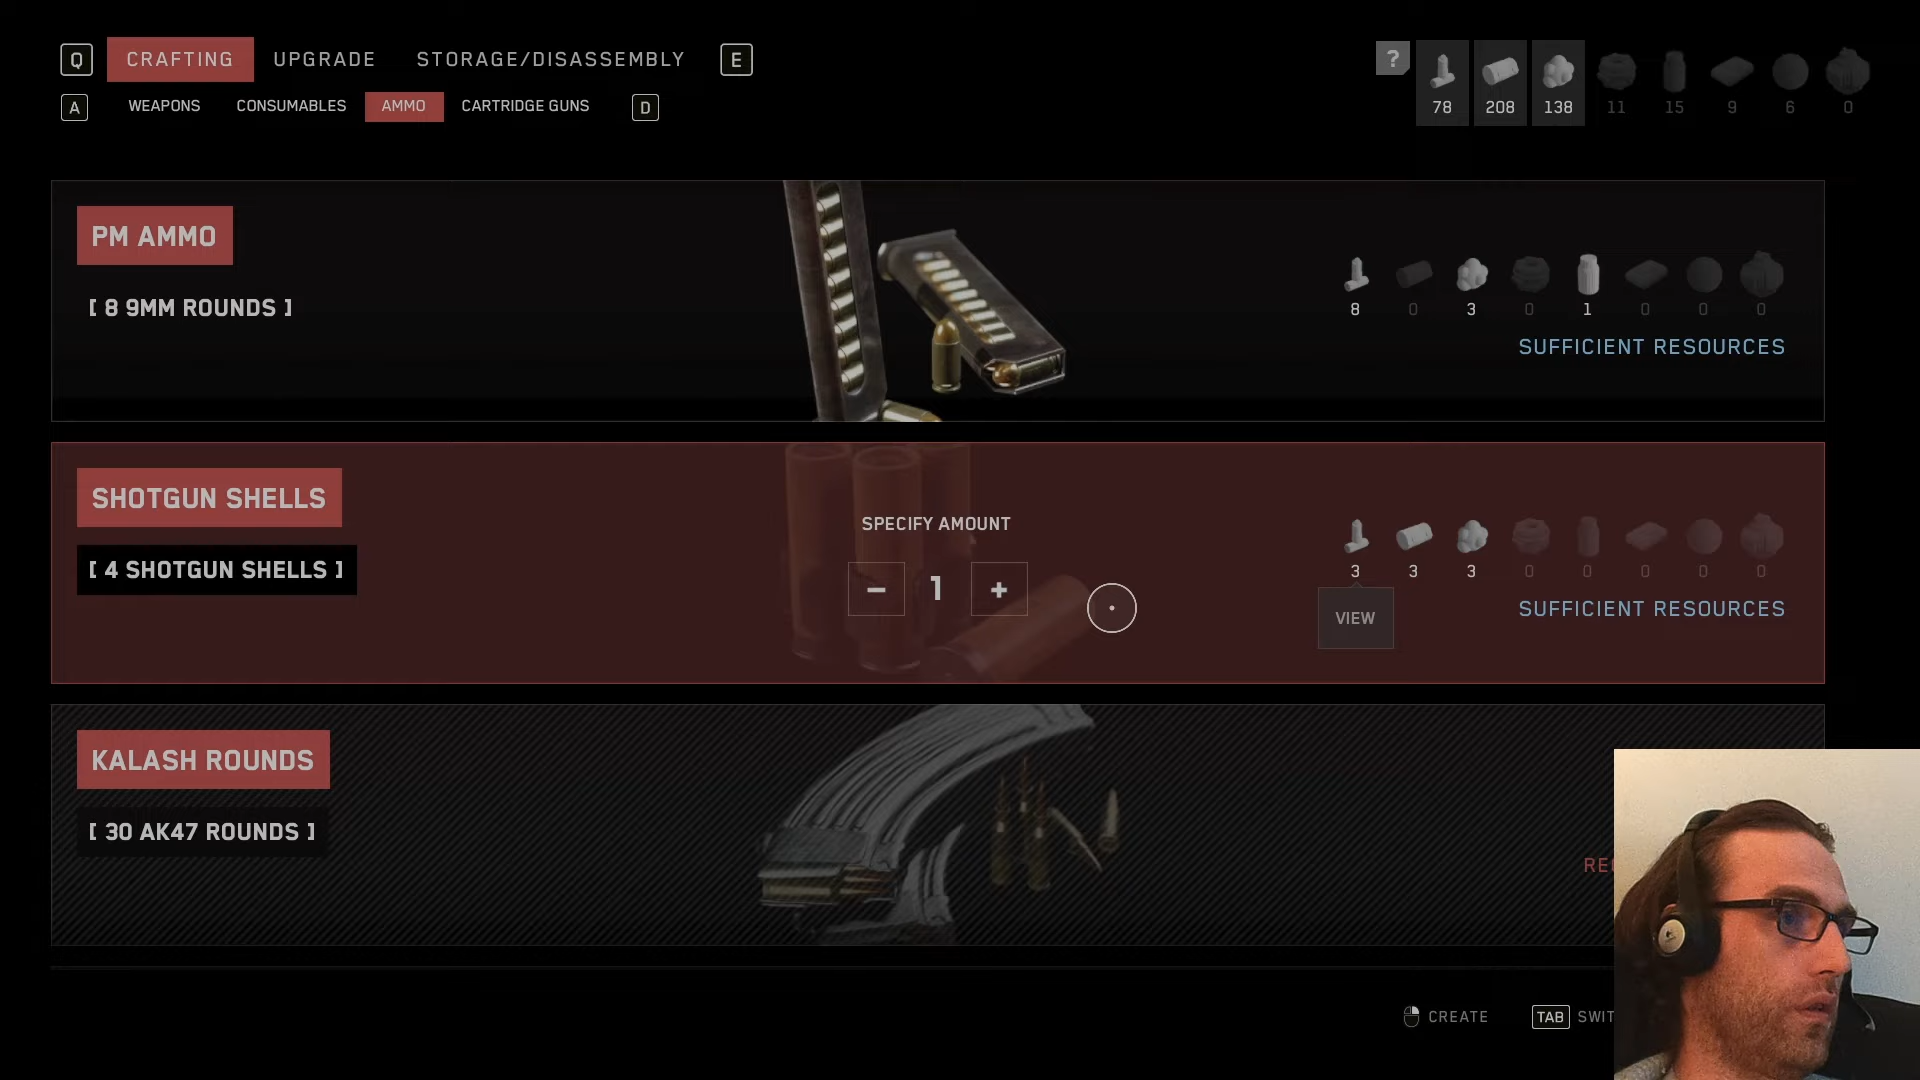 Q CRAFTING UPGRADE STORAGE/DISASSEMBLY E
A WEAPONS CONSUMABLES AMMO CARTRIDGE GUNS D
?
78 208 138 11 15 9 6 0
PM AMMO
[ 8 9MM ROUNDS ]
8 0 3 0 1 0 0 0
SUFFICIENT RESOURCES
SHOTGUN SHELLS
[ 4 SHOTGUN SHELLS ]
SPECIFY AMOUNT
− 1 +
3 3 3 0 0 0 0 0
VIEW
SUFFICIENT RESOURCES
KALASH ROUNDS
[ 30 AK47 ROUNDS ]
CREATE TAB